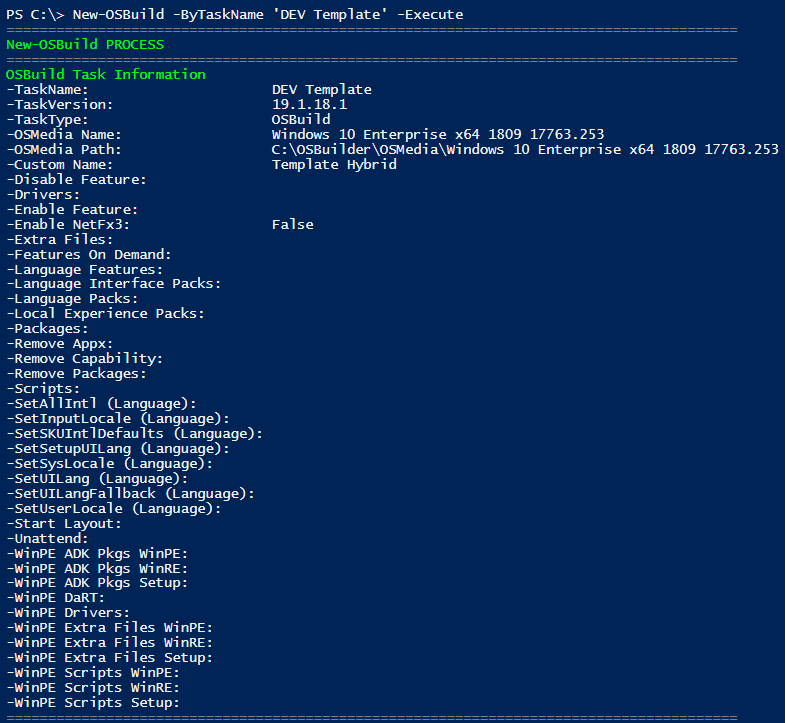 PS C:\> New-OSBuild -ByTaskName 'DEV Template' -Execute
========================================================================================
New-OSBuild PROCESS
========================================================================================
OSBuild Task Information
-TaskName:                      DEV Template
-TaskVersion:                   19.1.18.1
-TaskType:                      OSBuild
-OSMedia Name:                  Windows 10 Enterprise x64 1809 17763.253
-OSMedia Path:                  C:\OSBuilder\OSMedia\Windows 10 Enterprise x64 1809 17763.253
-Custom Name:                   Template Hybrid
-Disable Feature:
-Drivers:
-Enable Feature:
-Enable NetFx3:                 False
-Extra Files:
-Features On Demand:
-Language Features:
-Language Interface Packs:
-Language Packs:
-Local Experience Packs:
-Packages:
-Remove Appx:
-Remove Capability:
-Remove Packages:
-Scripts:
-SetAllIntl (Language):
-SetInputLocale (Language):
-SetSKUIntlDefaults (Language):
-SetSetupUILang (Language):
-SetSysLocale (Language):
-SetUILang (Language):
-SetUILangFallback (Language):
-SetUserLocale (Language):
-Start Layout:
-Unattend:
-WinPE ADK Pkgs WinPE:
-WinPE ADK Pkgs WinRE:
-WinPE ADK Pkgs Setup:
-WinPE DaRT:
-WinPE Drivers:
-WinPE Extra Files WinPE:
-WinPE Extra Files WinRE:
-WinPE Extra Files Setup:
-WinPE Scripts WinPE:
-WinPE Scripts WinRE:
-WinPE Scripts Setup:
========================================================================================